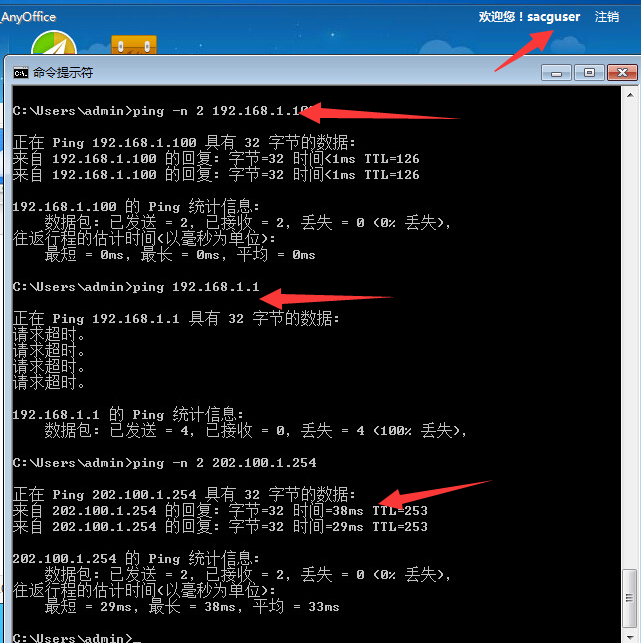 AnyOffice
欢迎您！sacguser 注销
命令提示符
C:\Users\admin>ping -n 2 192.168.1.100
正在 Ping 192.168.1.100 具有 32 字节的数据:
来自 192.168.1.100 的回复: 字节=32 时间<1ms TTL=126
来自 192.168.1.100 的回复: 字节=32 时间<1ms TTL=126
192.168.1.100 的 Ping 统计信息:
数据包: 已发送 = 2, 已接收 = 2, 丢失 = 0 (0% 丢失),
往返行程的估计时间(以毫秒为单位):
最短 = 0ms, 最长 = 0ms, 平均 = 0ms
C:\Users\admin>ping 192.168.1.1
正在 Ping 192.168.1.1 具有 32 字节的数据:
请求超时。
请求超时。
请求超时。
请求超时。
192.168.1.1 的 Ping 统计信息:
数据包: 已发送 = 4, 已接收 = 0, 丢失 = 4 (100% 丢失),
C:\Users\admin>ping -n 2 202.100.1.254
正在 Ping 202.100.1.254 具有 32 字节的数据:
来自 202.100.1.254 的回复: 字节=32 时间=38ms TTL=253
来自 202.100.1.254 的回复: 字节=32 时间=29ms TTL=253
202.100.1.254 的 Ping 统计信息:
数据包: 已发送 = 2, 已接收 = 2, 丢失 = 0 (0% 丢失),
往返行程的估计时间(以毫秒为单位):
最短 = 29ms, 最长 = 38ms, 平均 = 33ms
C:\Users\admin>_